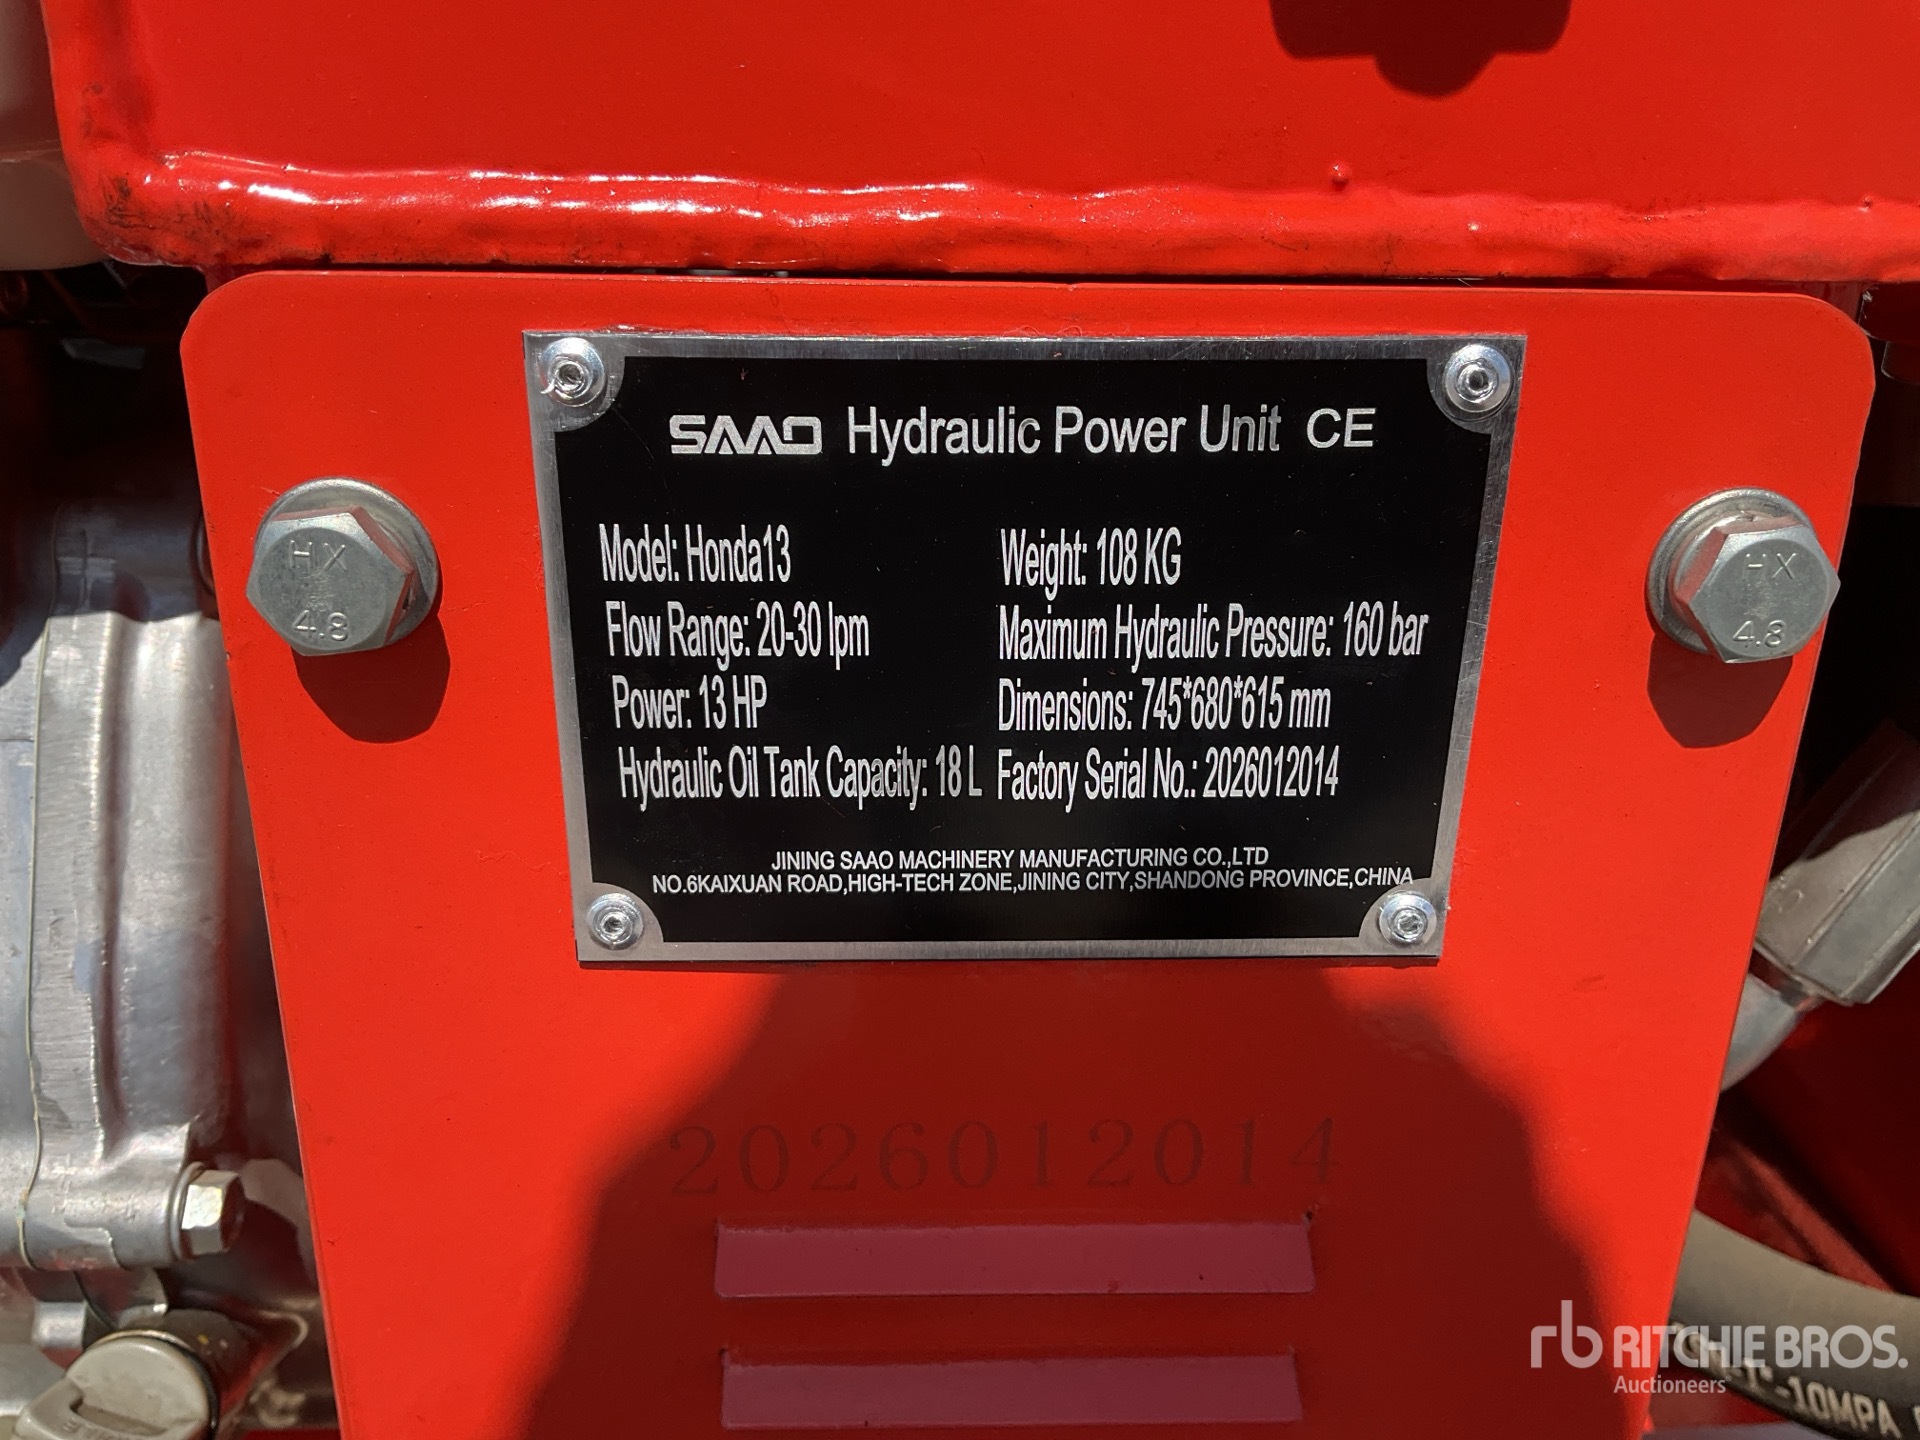 SAAO Hydraulic Power Unit CE
Model: Honda13
Weight: 108 KG
Flow Range: 20-30 lpm
Maximum Hydraulic Pressure: 160 bar
Power: 13 HP
Dimensions: 745*680*615 mm
Hydraulic Oil Tank Capacity: 18 L
Factory Serial No.: 2026012014
JINING SAAO MACHINERY MANUFACTURING CO.,LTD
NO.6KAIXUAN ROAD,HIGH-TECH ZONE,JINING CITY,SHANDONG PROVINCE,CHINA
HX
4.8
HX
4.8
2026012014
rb RITCHIE BROS.
Auctioneers
-10MPA